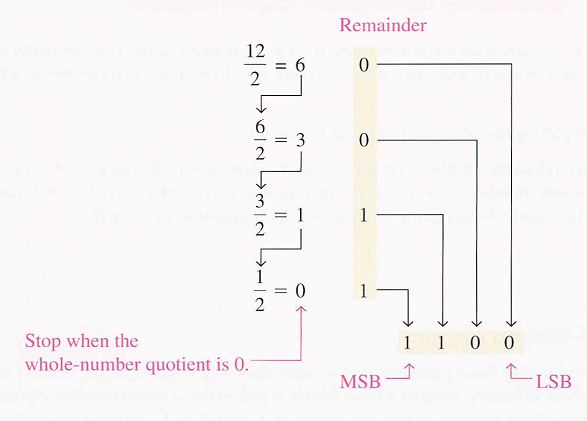 Remainder
12/2 = 6 0
6/2 = 3 0
3/2 = 1 1
1/2 = 0 1
Stop when the
whole-number quotient is 0.
1 1 0 0
MSB LSB